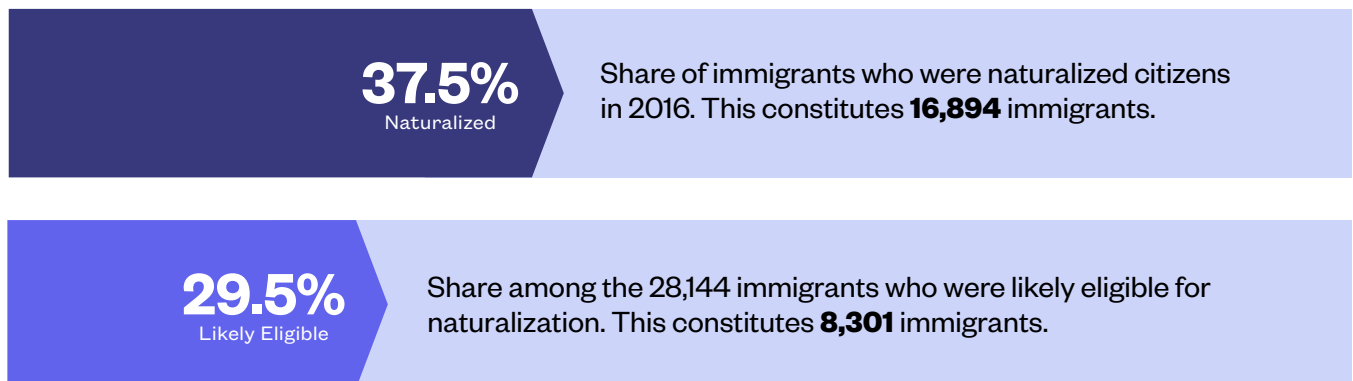 37.5%
Naturalized
Share of immigrants who were naturalized citizens
in 2016. This constitutes 16,894 immigrants.
29.5%
Likely Eligible
Share among the 28,144 immigrants who were likely eligible for
naturalization. This constitutes 8,301 immigrants.